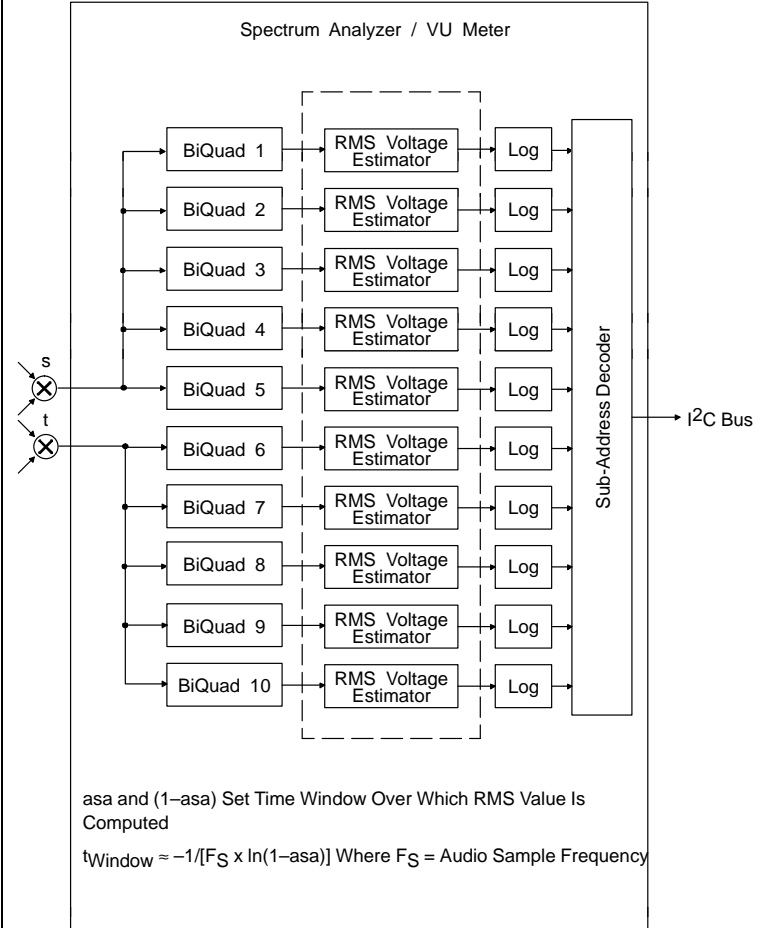 Spectrum Analyzer / VU Meter
BiQuad 1
RMS Voltage
Estimator
Log
BiQuad 2
RMS Voltage
Estimator
Log
BiQuad 3
RMS Voltage
Estimator
Log
BiQuad 4
RMS Voltage
Estimator
Log
s
BiQuad 5
RMS Voltage
Estimator
Log
Sub-Address Decoder
I2C Bus
t
BiQuad 6
RMS Voltage
Estimator
Log
BiQuad 7
RMS Voltage
Estimator
Log
BiQuad 8
RMS Voltage
Estimator
Log
BiQuad 9
RMS Voltage
Estimator
Log
BiQuad 10
RMS Voltage
Estimator
Log
asa and (1–asa) Set Time Window Over Which RMS Value Is
Computed
tWindow ≈ –1/[FS x ln(1–asa)] Where FS = Audio Sample Frequency